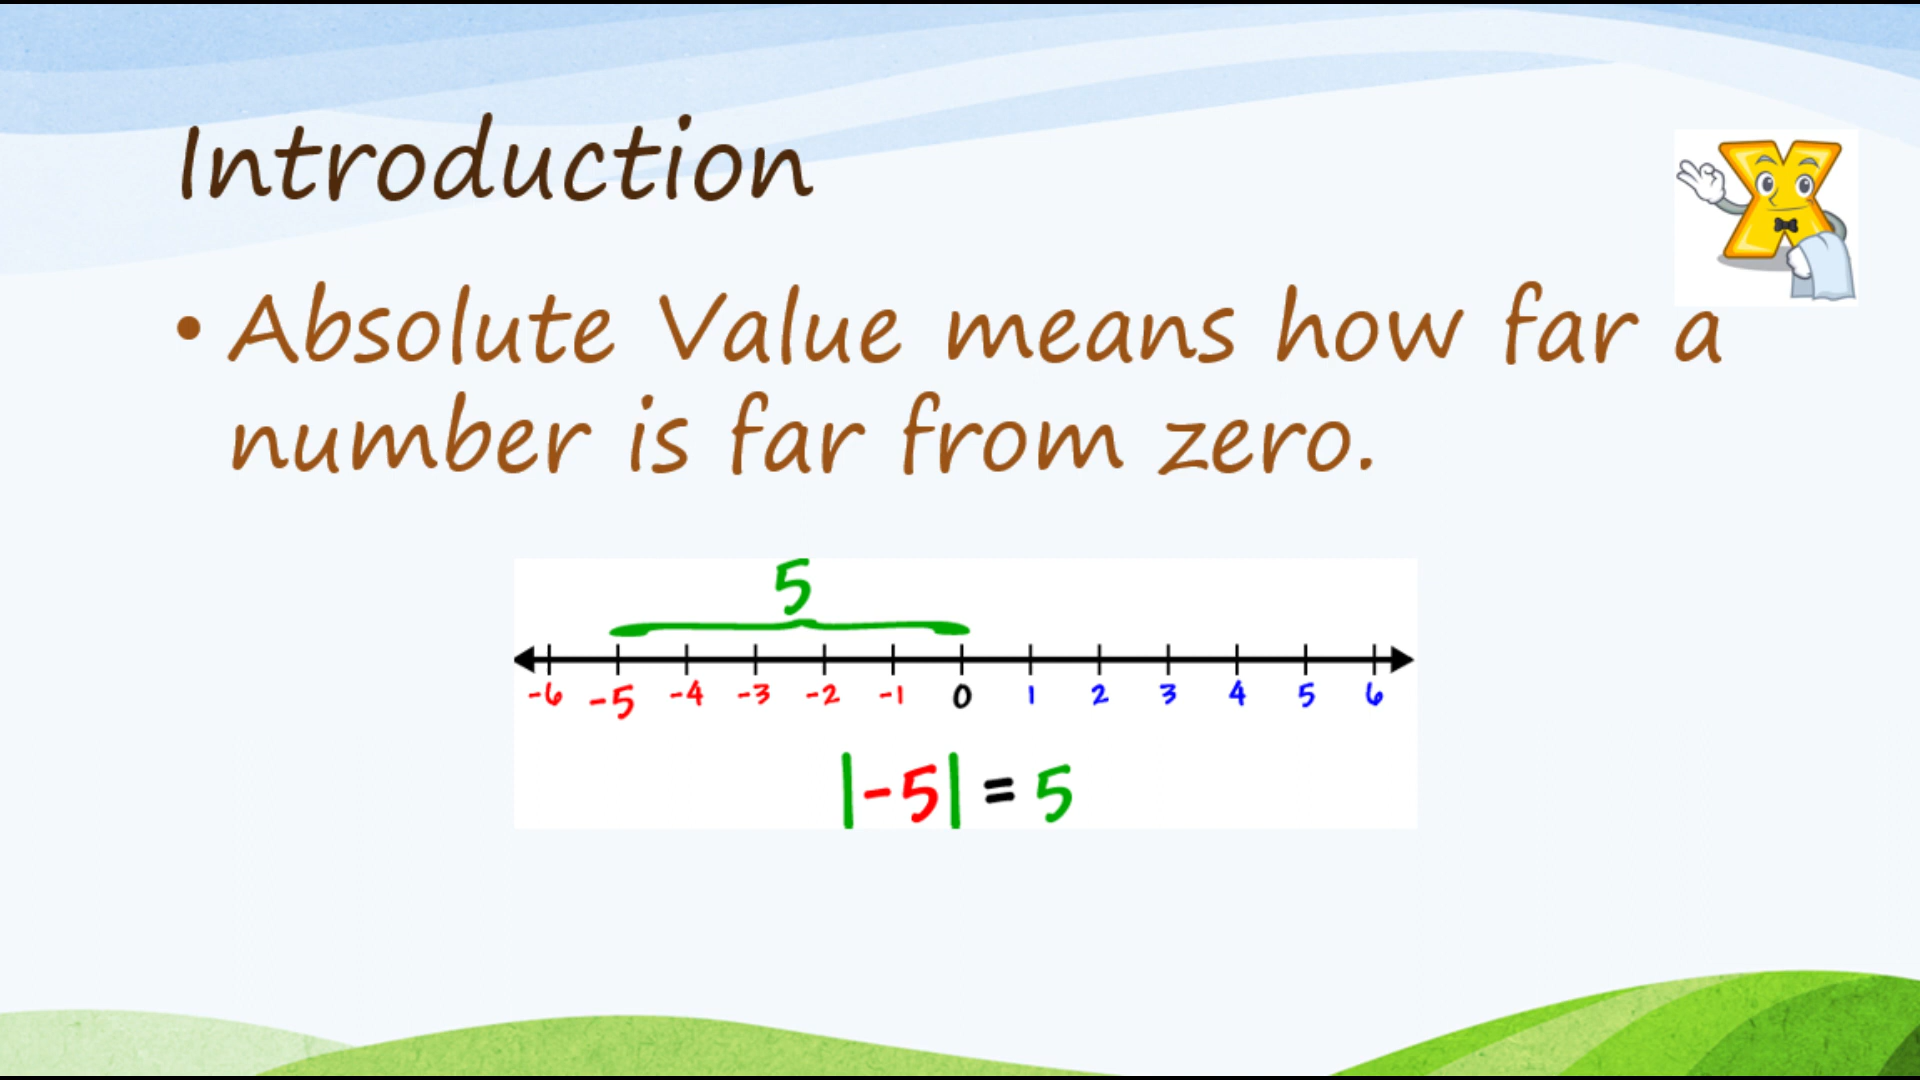 Introduction
• Absolute Value means how far a
number is far from zero.
5
-6 -5 -4 -3 -2 -1 0 1 2 3 4 5 6
|-5| = 5